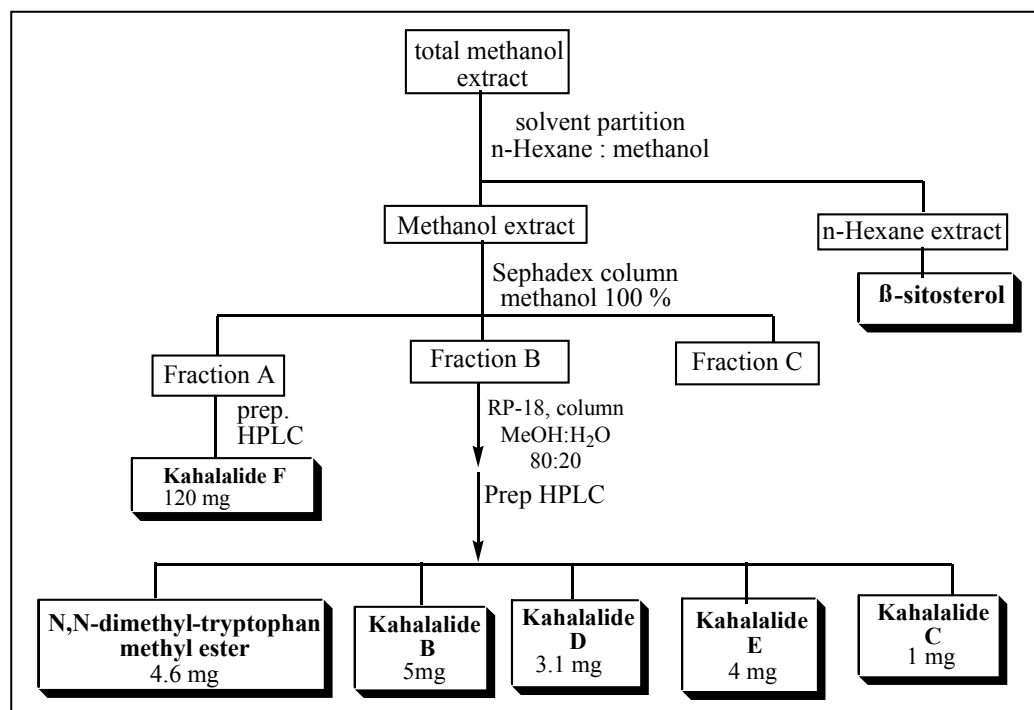 total methanol
extract
solvent partition
n-Hexane : methanol
Methanol extract
n-Hexane extract
ß-sitosterol
Sephadex column
methanol 100 %
Fraction A
Fraction B
Fraction C
prep.
HPLC
Kahalalide F
120 mg
RP-18, column
MeOH:H₂O
80:20
Prep HPLC
N,N-dimethyl-tryptophan
methyl ester
4.6 mg
Kahalalide
B
5mg
Kahalalide
D
3.1 mg
Kahalalide
E
4 mg
Kahalalide
C
1 mg